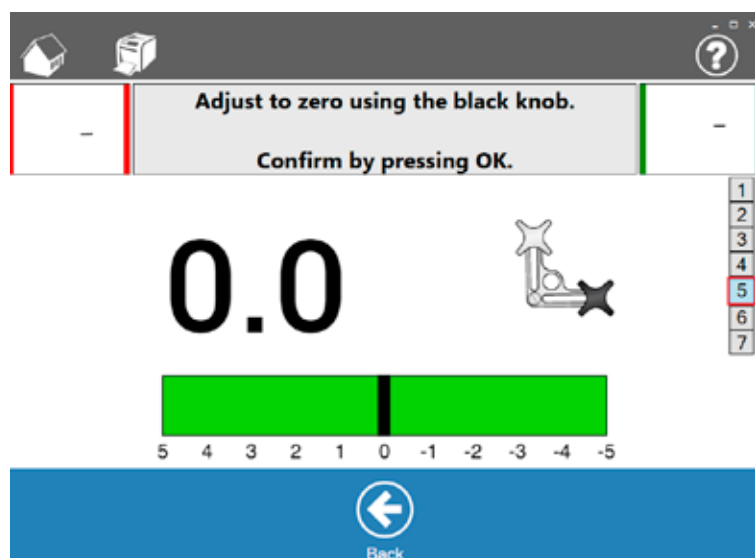 ?
Adjust to zero using the black knob.
Confirm by pressing OK.
–
–
0.0
1
2
3
4
5
6
7
5 4 3 2 1 0 -1 -2 -3 -4 -5
Back